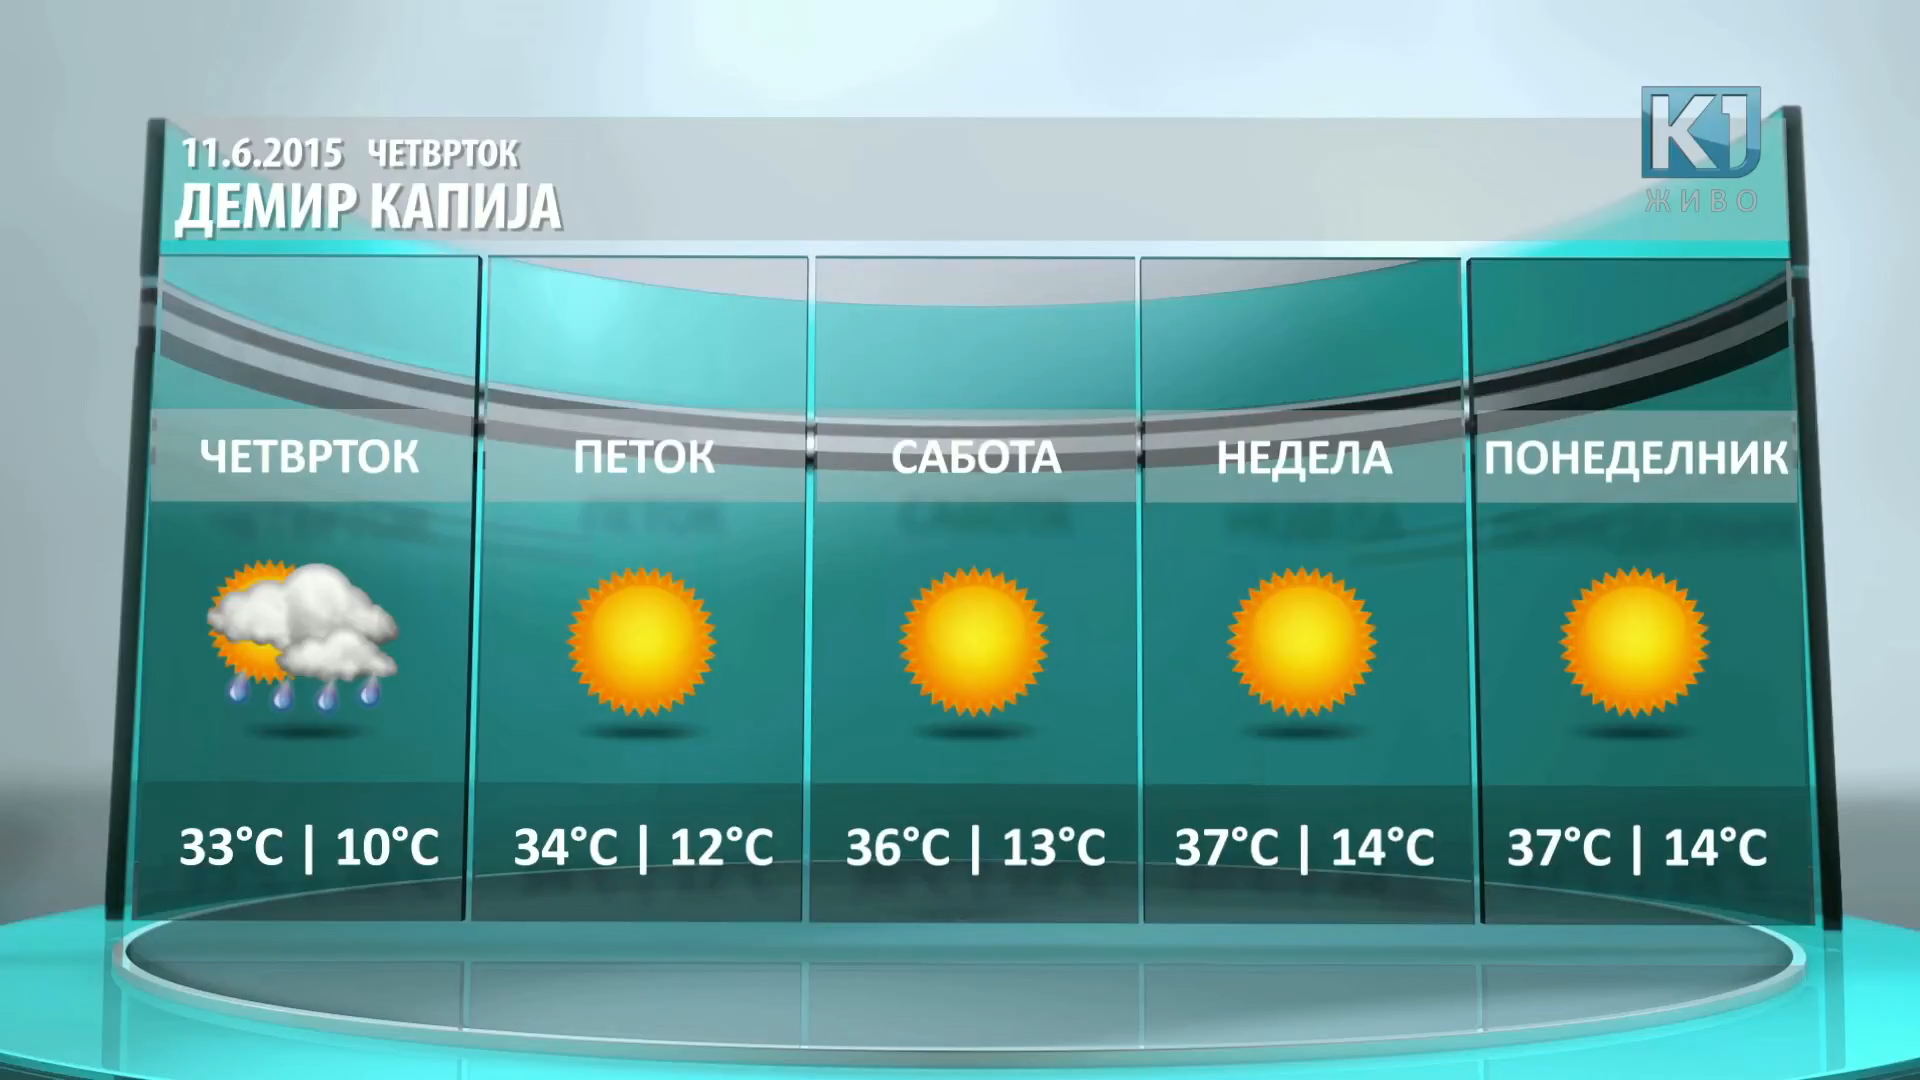 11.6.2015 ЧЕТВРТОК
ДЕМИР КАПИЈА
KJ
ЖИВО
ЧЕТВРТОК
ПЕТОК
САБОТА
НЕДЕЛА
ПОНЕДЕЛНИК
33°C | 10°C
34°C | 12°C
36°C | 13°C
37°C | 14°C
37°C | 14°C